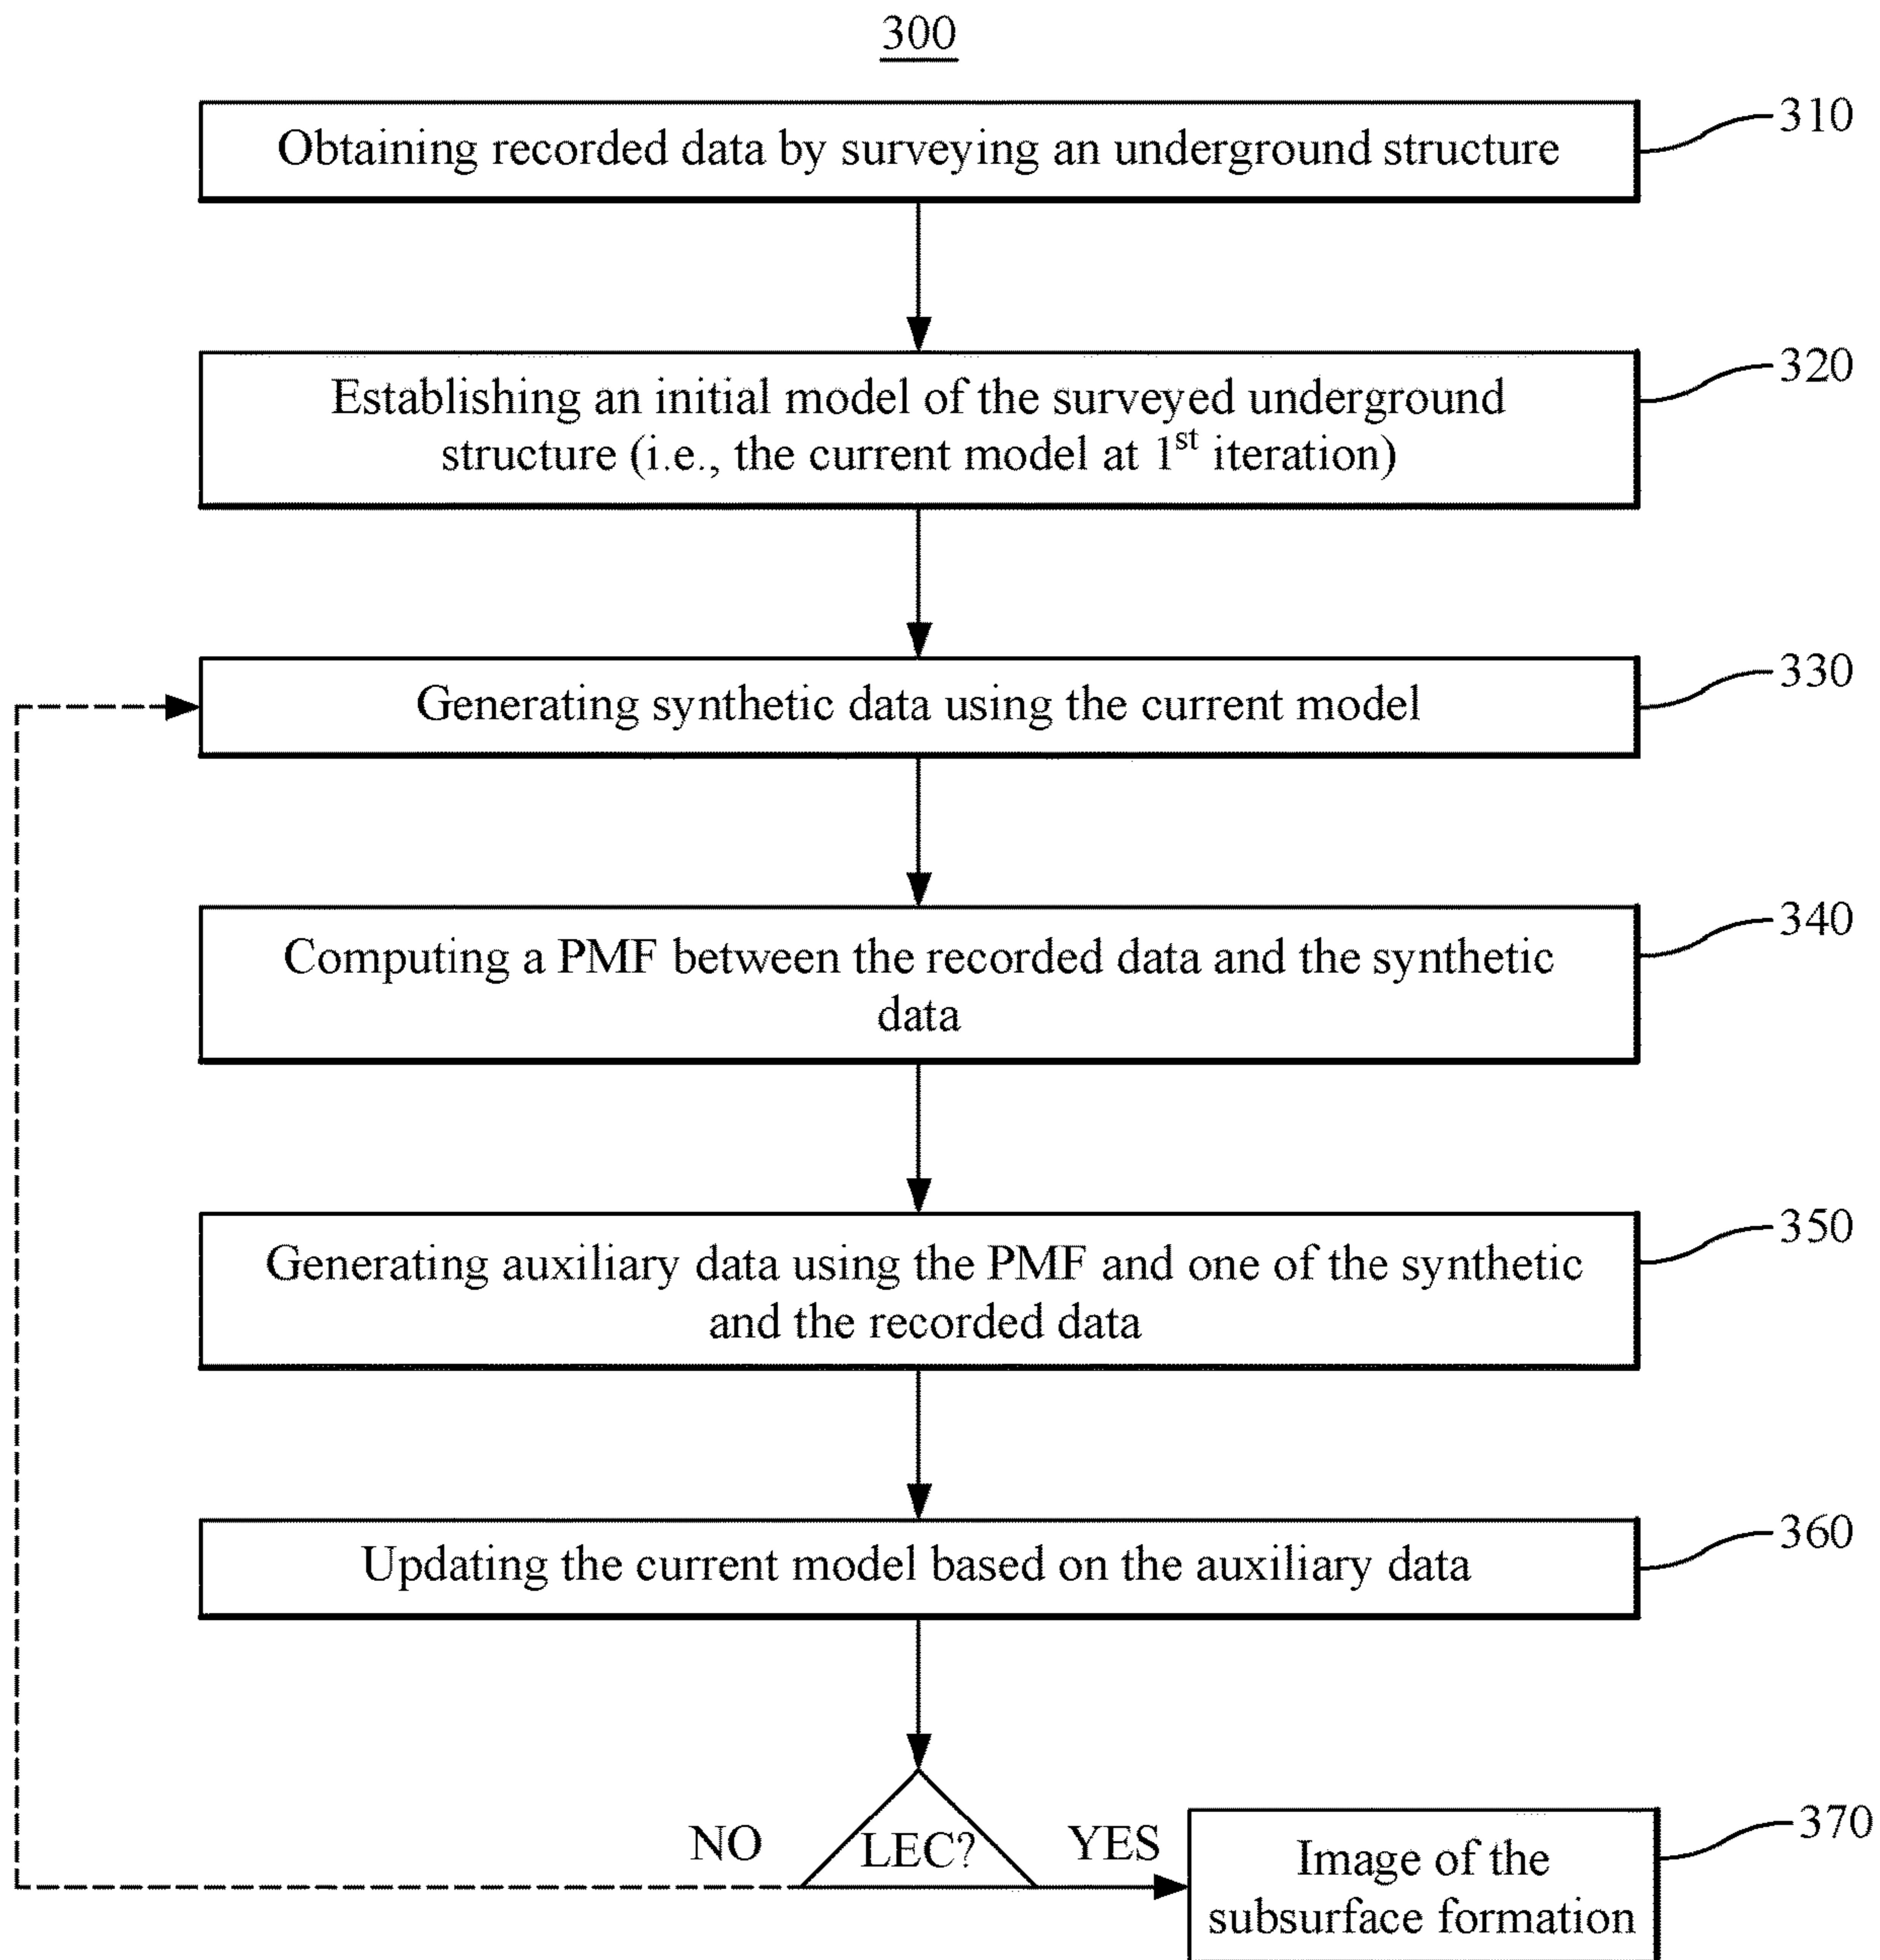 300
Obtaining recorded data by surveying an underground structure
310
Establishing an initial model of the surveyed underground
structure (i.e., the current model at 1st iteration)
320
Generating synthetic data using the current model
330
Computing a PMF between the recorded data and the synthetic
data
340
Generating auxiliary data using the PMF and one of the synthetic
and the recorded data
350
Updating the current model based on the auxiliary data
360
NO
LEC?
YES
Image of the
subsurface formation
370